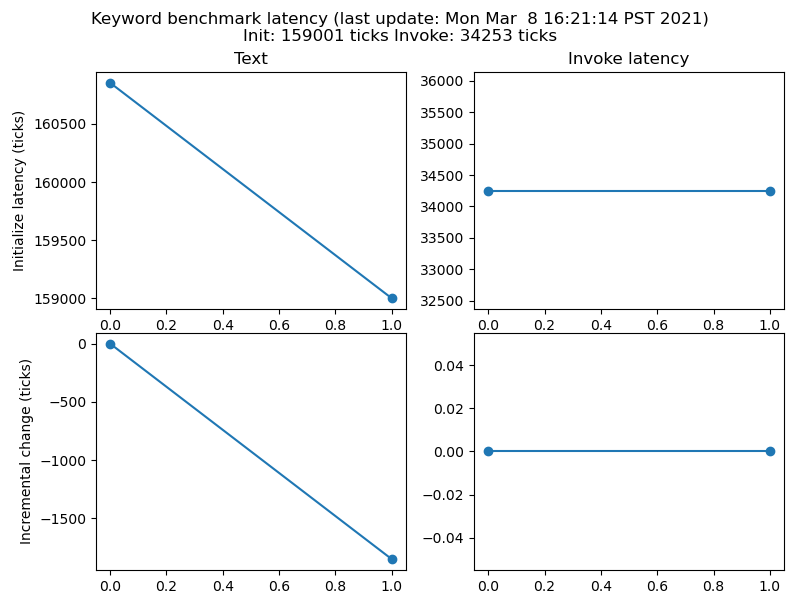 Keyword benchmark latency (last update: Mon Mar  8 16:21:14 PST 2021)
Init: 159001 ticks Invoke: 34253 ticks
Text
Initialize latency (ticks)
160500
160000
159500
159000
0.0 0.2 0.4 0.6 0.8 1.0
Invoke latency
36000
35500
35000
34500
34000
33500
33000
32500
0.0 0.2 0.4 0.6 0.8 1.0
Incremental change (ticks)
0
−500
−1000
−1500
0.0 0.2 0.4 0.6 0.8 1.0
0.04
0.02
0.00
−0.02
−0.04
0.0 0.2 0.4 0.6 0.8 1.0